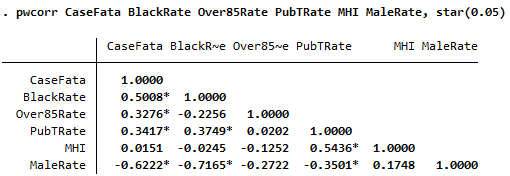 . pwcorr CaseFata BlackRate Over85Rate PubTRate MHI MaleRate, star(0.05)
CaseFata BlackR~e Over85~e PubTRate MHI MaleRate
CaseFata 1.0000
BlackRate 0.5008* 1.0000
Over85Rate 0.3276* -0.2256 1.0000
PubTRate 0.3417* 0.3749* 0.0202 1.0000
MHI 0.0151 -0.0245 -0.1252 0.5436* 1.0000
MaleRate -0.6222* -0.7165* -0.2722 -0.3501* 0.1748 1.0000